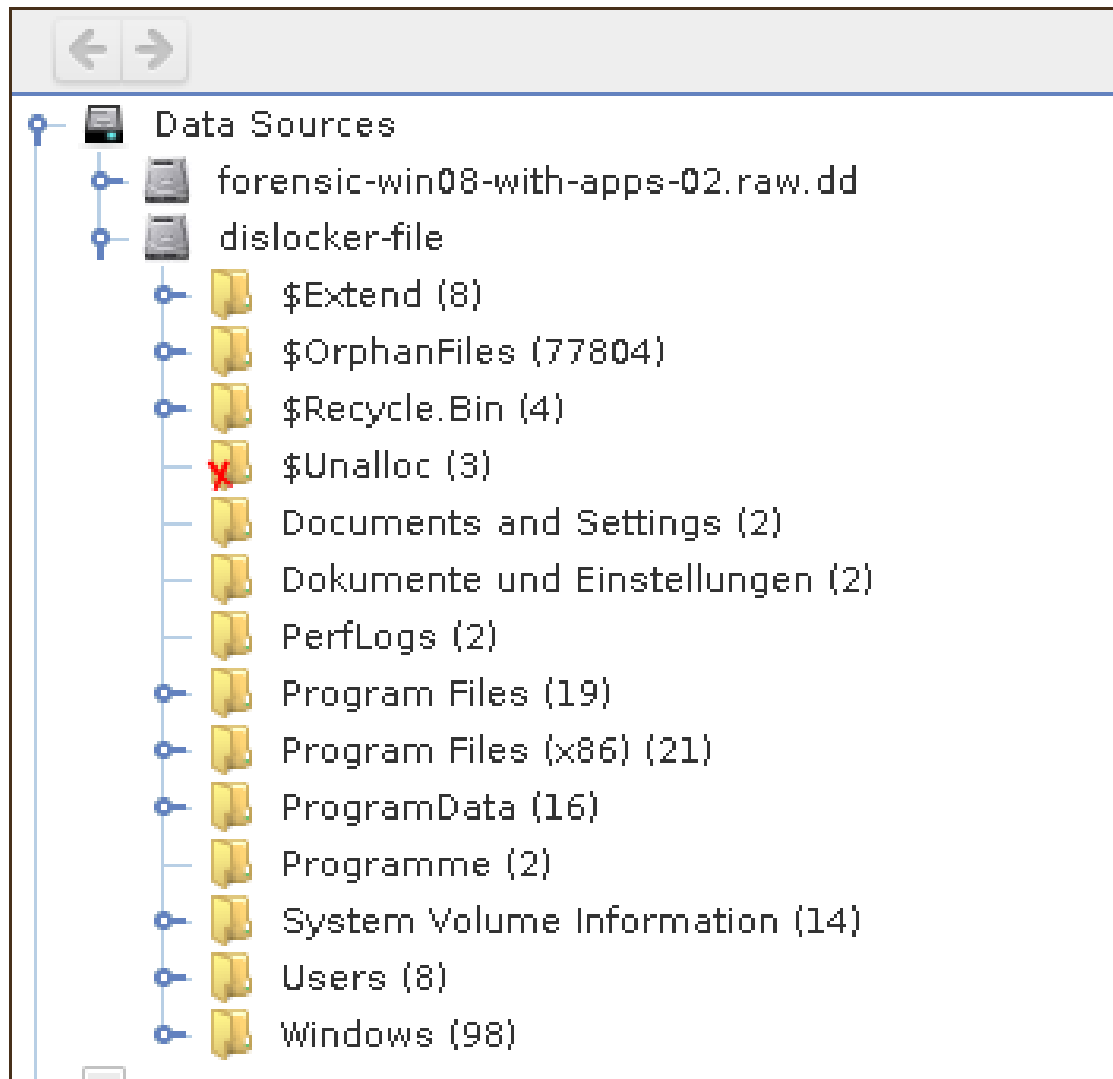 Data Sources
forensic-win08-with-apps-02.raw.dd
dislocker-file
$Extend (8)
$OrphanFiles (77804)
$Recycle.Bin (4)
$Unalloc (3)
Documents and Settings (2)
Dokumente und Einstellungen (2)
PerfLogs (2)
Program Files (19)
Program Files (x86) (21)
ProgramData (16)
Programme (2)
System Volume Information (14)
Users (8)
Windows (98)